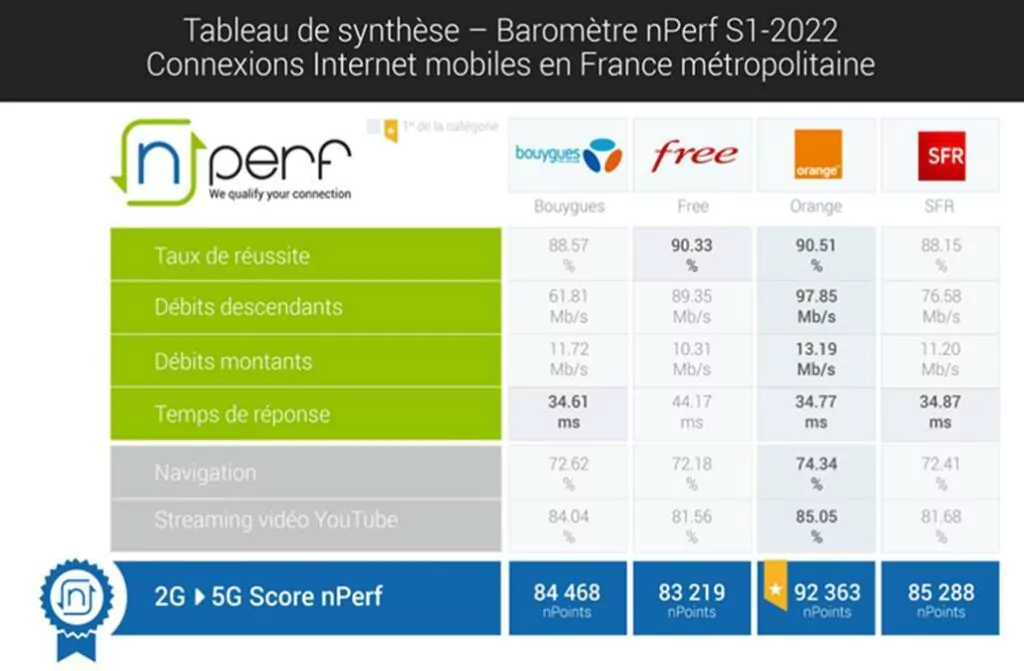 Tableau de synthèse – Baromètre nPerf S1-2022
Connexions Internet mobiles en France métropolitaine
nperf
We qualify your connection
1er de la catégorie
bouygues
free
orange
SFR
Bouygues
Free
Orange
SFR
Taux de réussite
88.57
%
90.33
%
90.51
%
88.15
%
Débits descendants
61.81
Mb/s
89.35
Mb/s
97.85
Mb/s
76.58
Mb/s
Débits montants
11.72
Mb/s
10.31
Mb/s
13.19
Mb/s
11.20
Mb/s
Temps de réponse
34.61
ms
44.17
ms
34.77
ms
34.87
ms
Navigation
72.62
%
72.18
%
74.34
%
72.41
%
Streaming vidéo YouTube
84.04
%
81.56
%
85.05
%
81.68
%
n
2G 5G Score nPerf
84 468
nPoints
83 219
nPoints
92 363
nPoints
85 288
nPoints